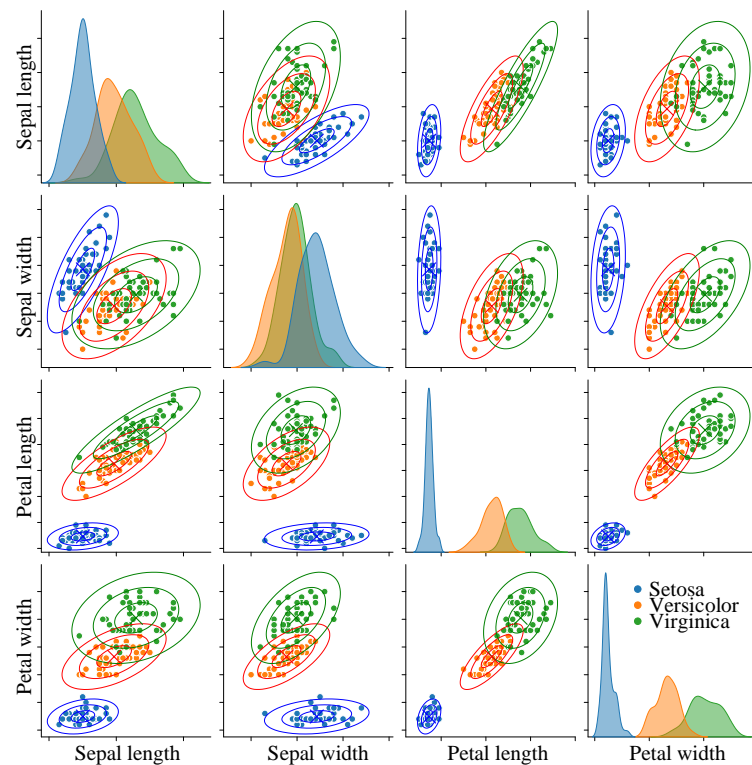 Sepal length
Sepal width
Petal length
Petal width
Setosa
Versicolor
Virginica
Sepal length
Sepal width
Petal length
Petal width